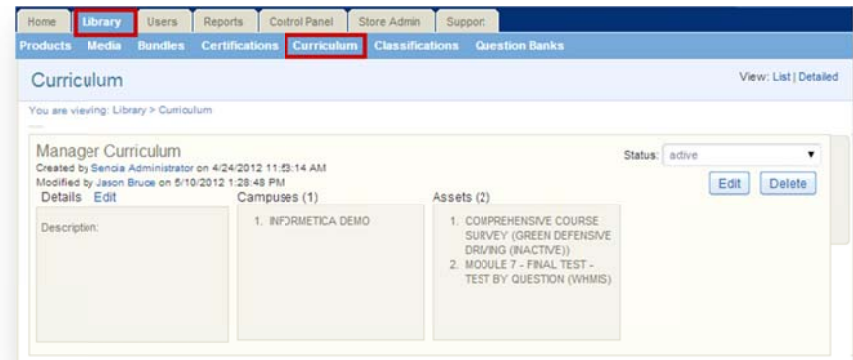 Home Library Users Reports Control Panel Store Admin Support
Products Media Bundles Certifications Curriculum Classifications Question Banks
Curriculum
View: List | Detailed
You are viewing: Library > Curriculum
Manager Curriculum
Status: active
Created by Sencia Administrator on 4/24/2012 11:53:14 AM
Modified by Jason Bruce on 5/10/2012 1:28:48 PM
Edit Delete
Details Edit
Campuses (1)
Assets (2)
Description:
1. INFORMETICA DEMO
1. COMPREHENSIVE COURSE
SURVEY (GREEN DEFENSIVE
DRIVING (INACTIVE))
2. MODULE 7 - FINAL TEST -
TEST BY QUESTION (WHMIS)